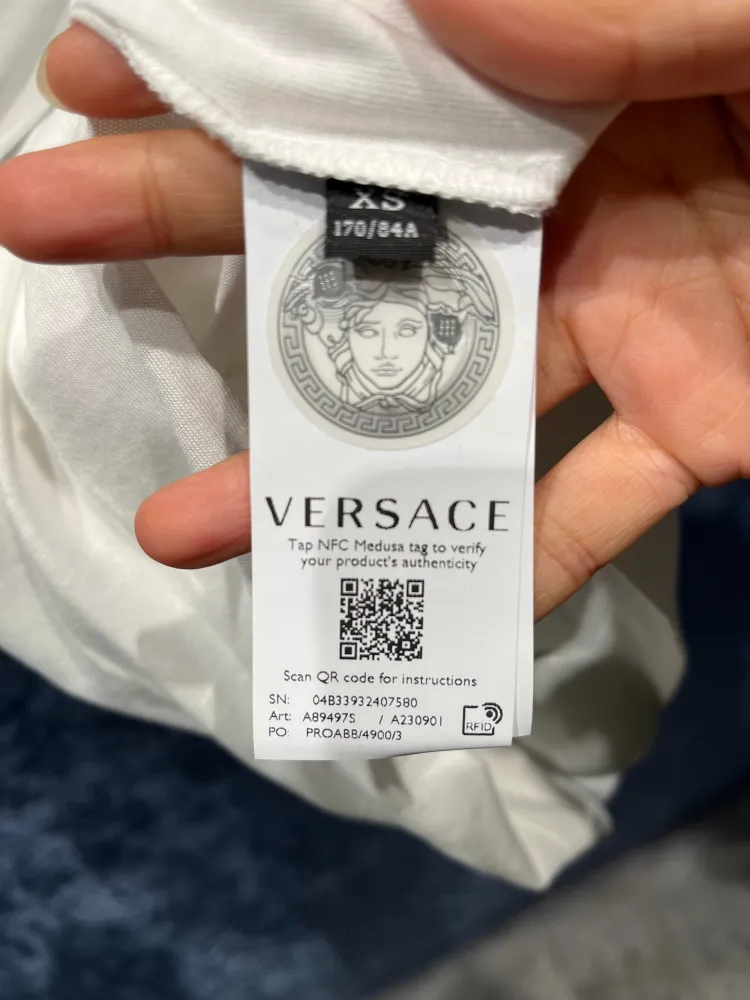 XS
170/84A
VERSACE
Tap NFC Medusa tag to verify
your product's authenticity
Scan QR code for instructions
SN: 04B33932407580
Art: A89497S / A230901
PO: PROABB/4900/3
RFID